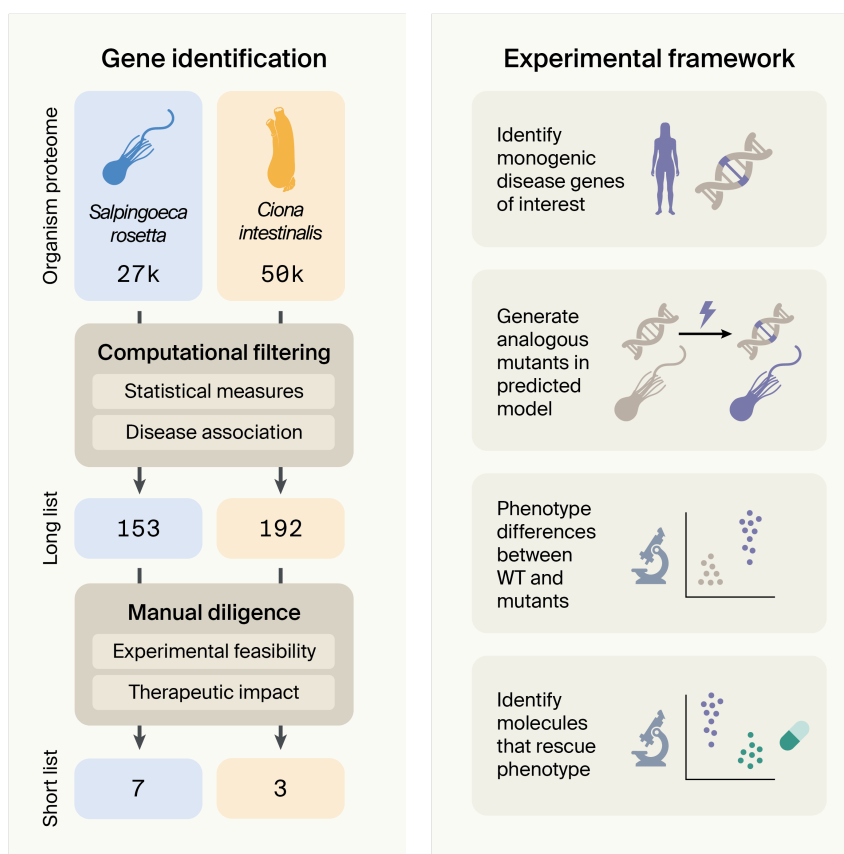 Gene identification
Organism proteome
Salpingoeca
rosetta
27k
Ciona
intestinalis
50k
Computational filtering
Statistical measures
Disease association
Long list
153
192
Manual diligence
Experimental feasibility
Therapeutic impact
Short list
7
3
Experimental framework
Identify
monogenic
disease genes
of interest
Generate
analogous
mutants in
predicted
model
Phenotype
differences
between
WT and
mutants
Identify
molecules
that rescue
phenotype